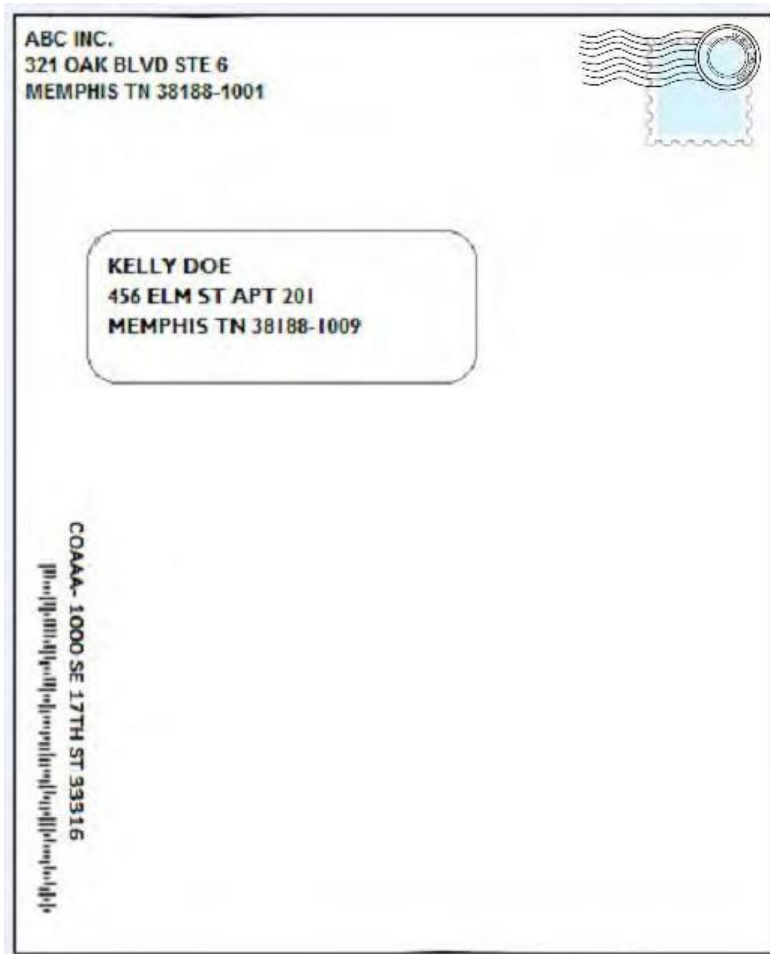 ABC INC.
321 OAK BLVD STE 6
MEMPHIS TN 38188-1001
KELLY DOE
456 ELM ST APT 201
MEMPHIS TN 38188-1009
COAAA- 1000 SE 17TH ST 33316